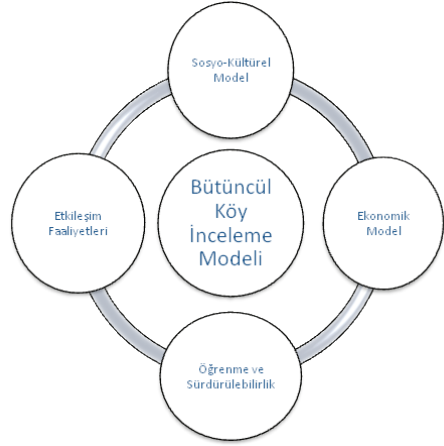 Sosyo-Kültürel
Model
Bütüncül
Köy
İnceleme
Modeli
Etkileşim
Faaliyetleri
Ekonomik
Model
Öğrenme ve
Sürdürülebilirlik